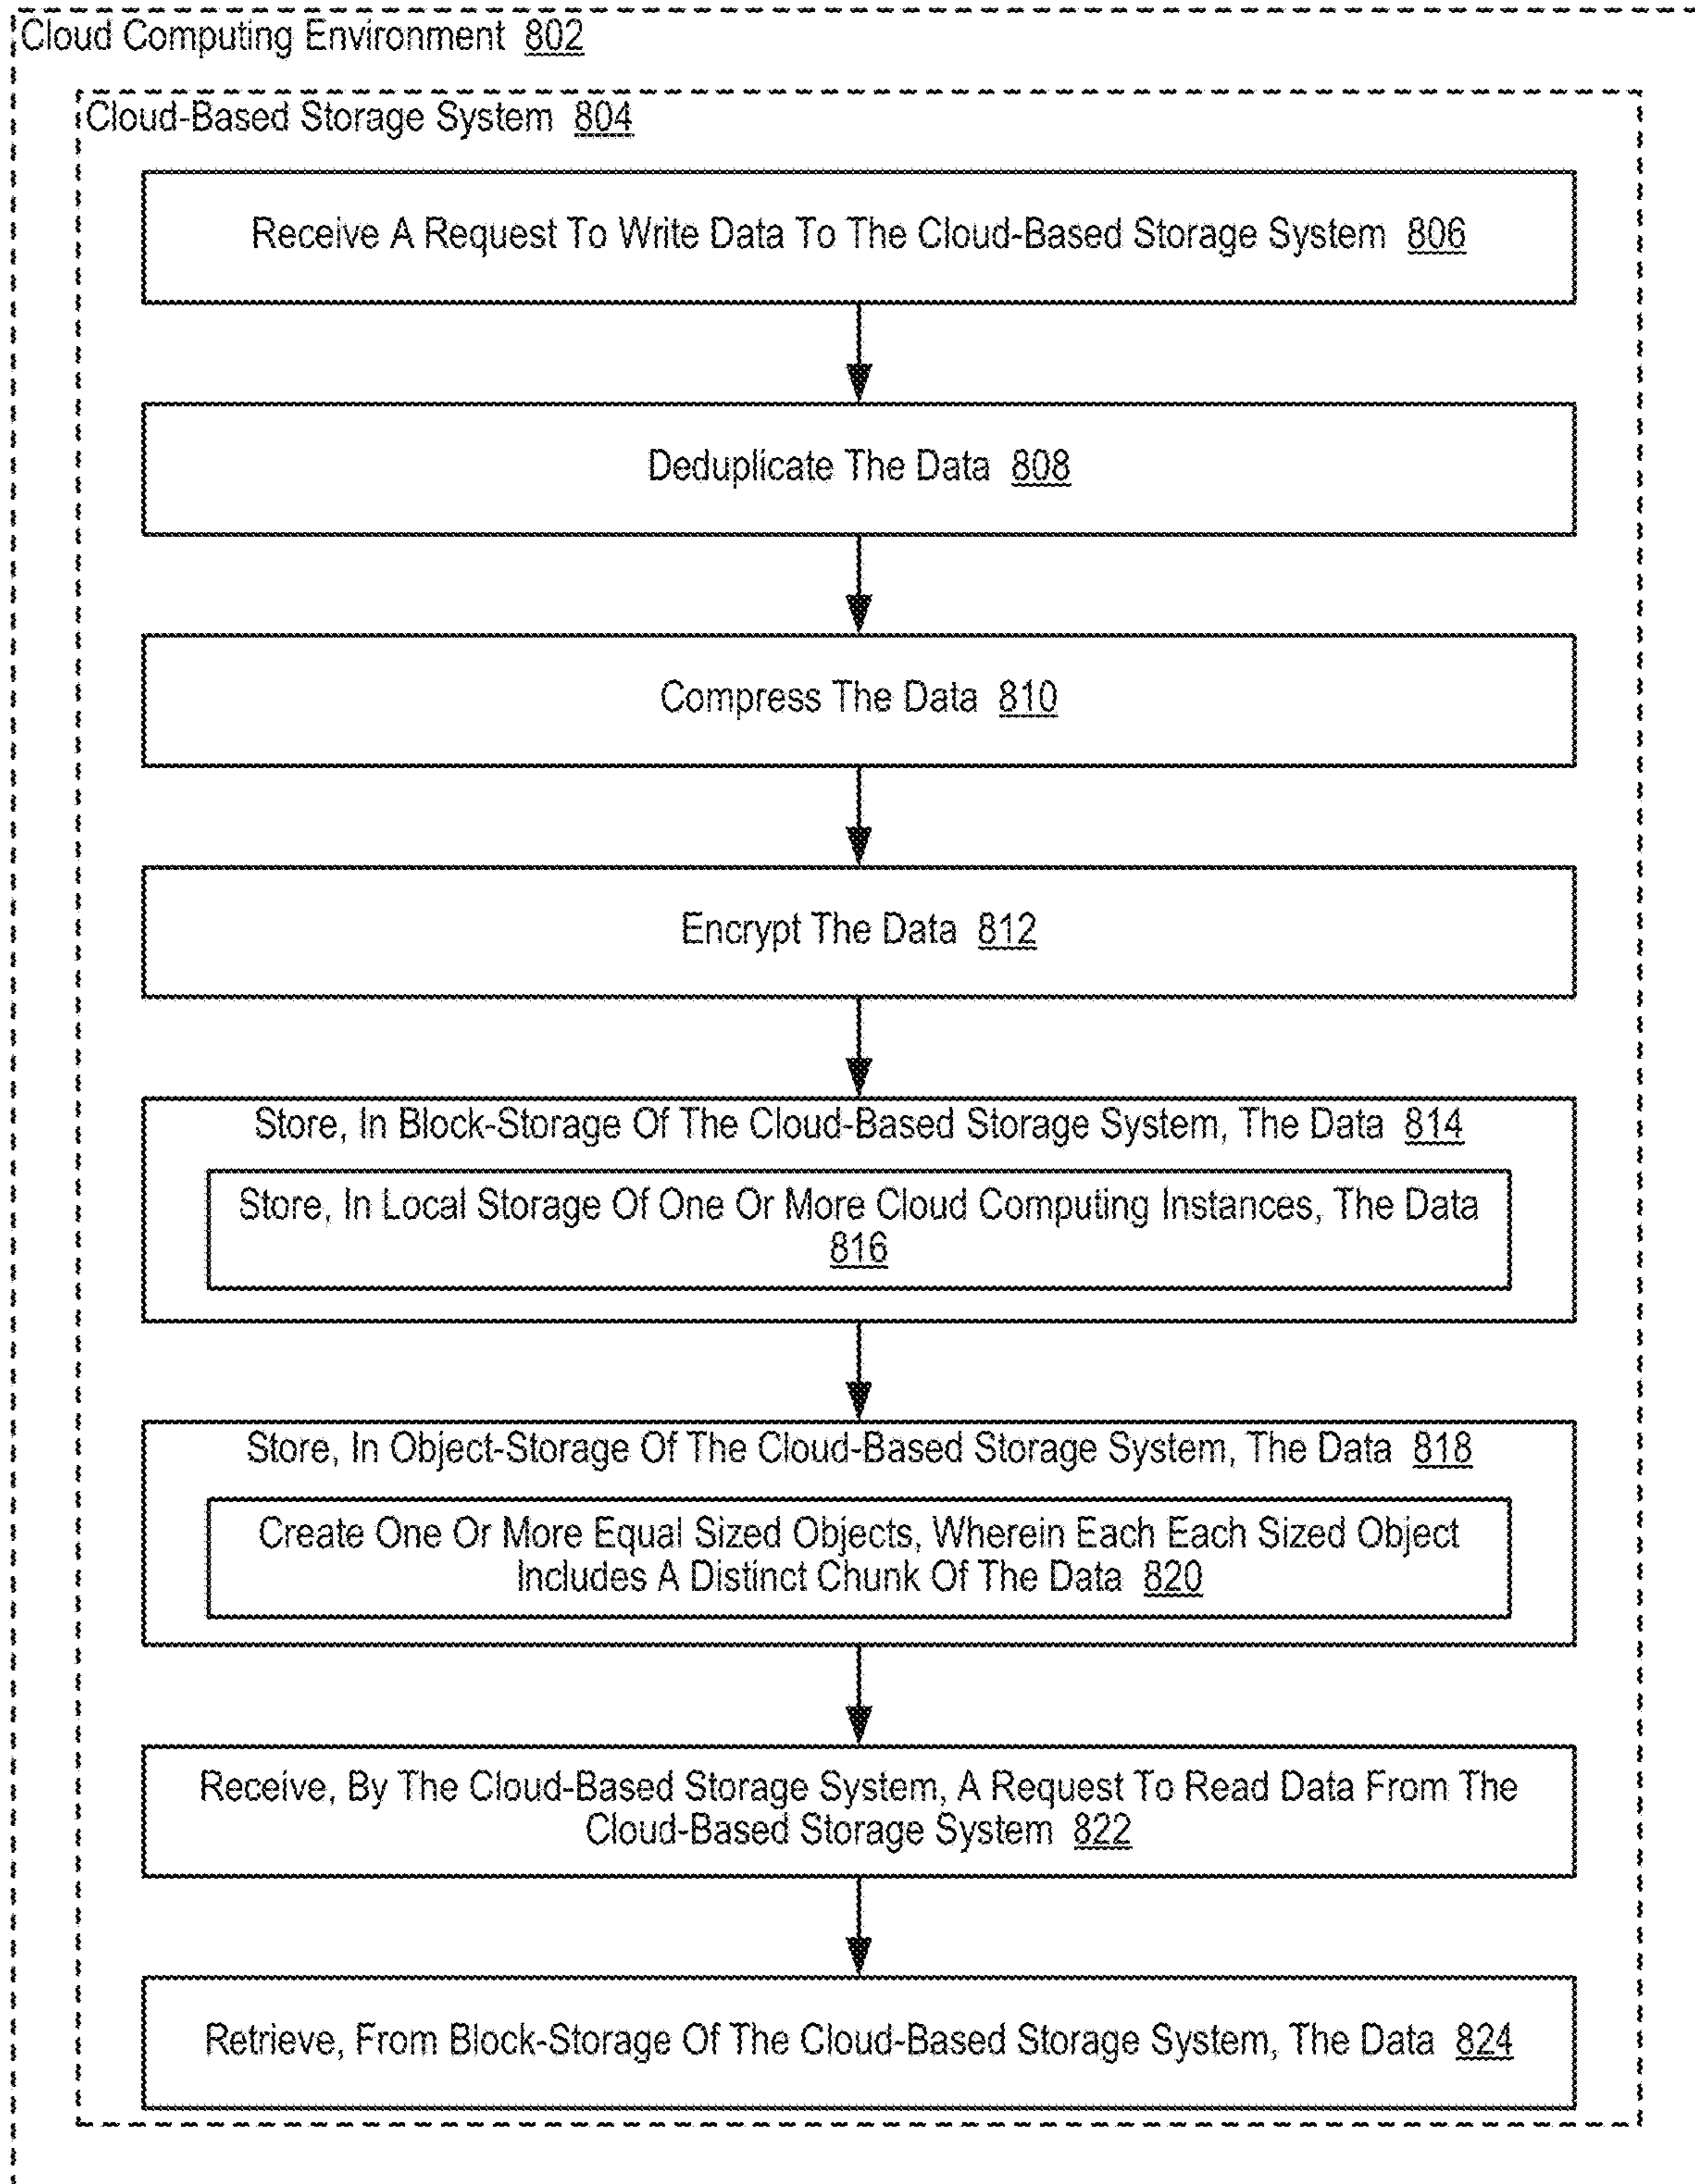 Cloud Computing Environment 802
Cloud-Based Storage System 804
Receive A Request To Write Data To The Cloud-Based Storage System 806
Deduplicate The Data 808
Compress The Data 810
Encrypt The Data 812
Store, In Block-Storage Of The Cloud-Based Storage System, The Data 814
Store, In Local Storage Of One Or More Cloud Computing Instances, The Data
816
Store, In Object-Storage Of The Cloud-Based Storage System, The Data 818
Create One Or More Equal Sized Objects, Wherein Each Each Sized Object
Includes A Distinct Chunk Of The Data 820
Receive, By The Cloud-Based Storage System, A Request To Read Data From The
Cloud-Based Storage System 822
Retrieve, From Block-Storage Of The Cloud-Based Storage System, The Data 824